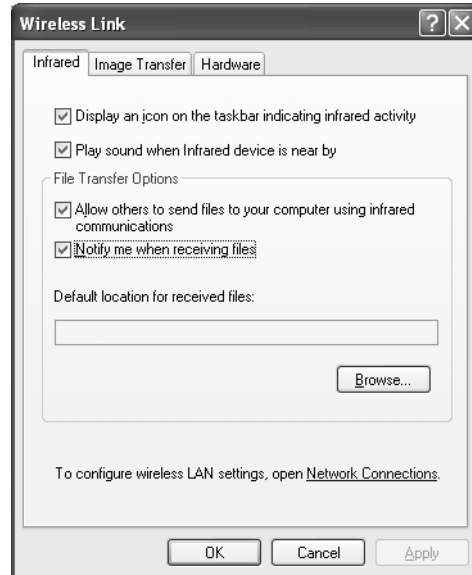 Wireless Link
Infrared Image Transfer Hardware
Display an icon on the taskbar indicating infrared activity
Play sound when Infrared device is near by
File Transfer Options
Allow others to send files to your computer using infrared
communications
Notify me when receiving files
Default location for received files:
Browse...
To configure wireless LAN settings, open Network Connections.
OK Cancel Apply